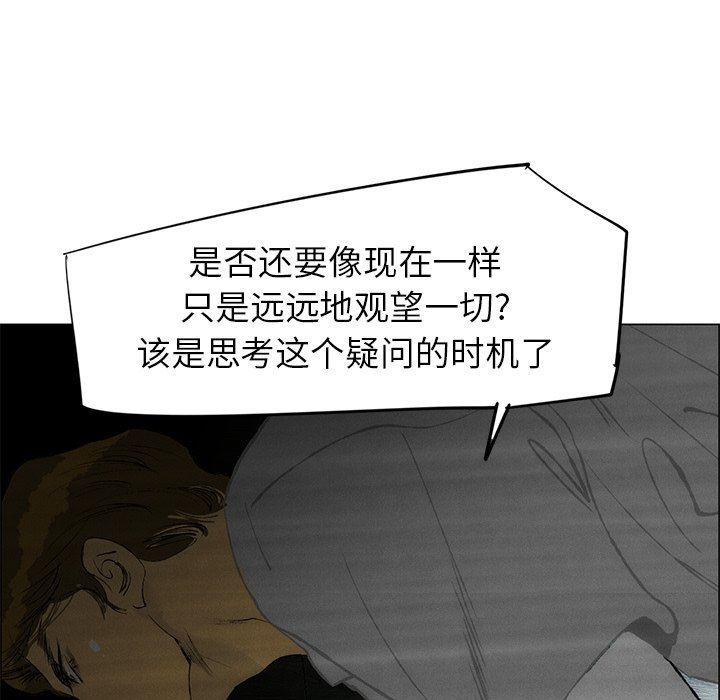 是否还要像现在一样
只是远远地观望一切?
该是思考这个疑问的时机了